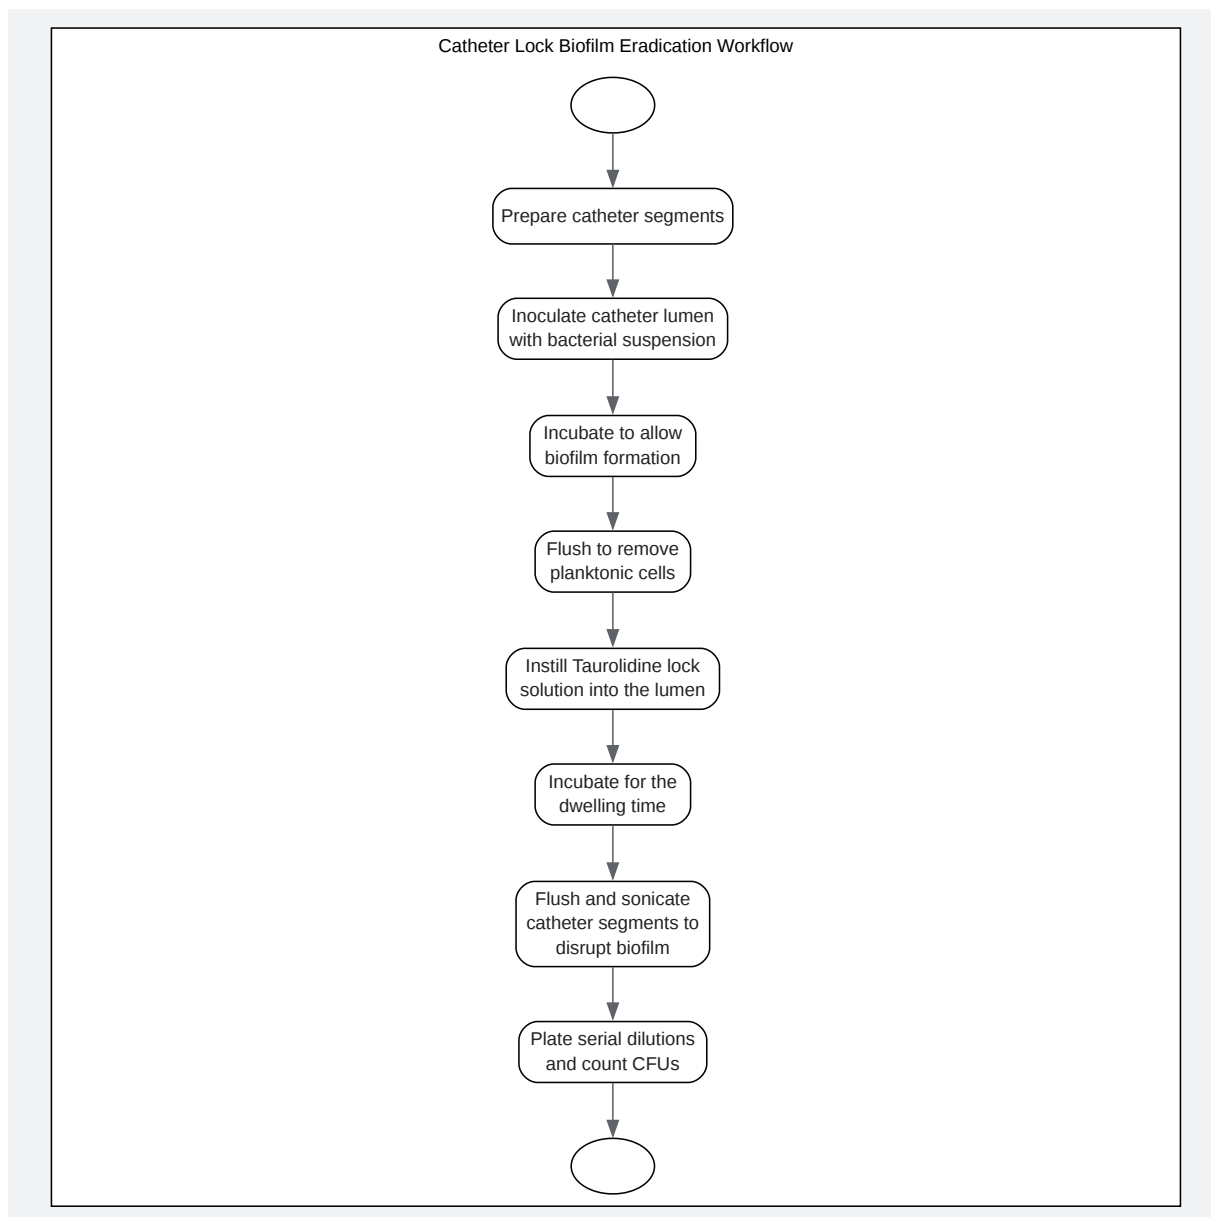 Catheter Lock Biofilm Eradication Workflow
Prepare catheter segments
Inoculate catheter lumen
with bacterial suspension
Incubate to allow
biofilm formation
Flush to remove
planktonic cells
Instill Taurolidine lock
solution into the lumen
Incubate for the
dwelling time
Flush and sonicate
catheter segments to
disrupt biofilm
Plate serial dilutions
and count CFUs